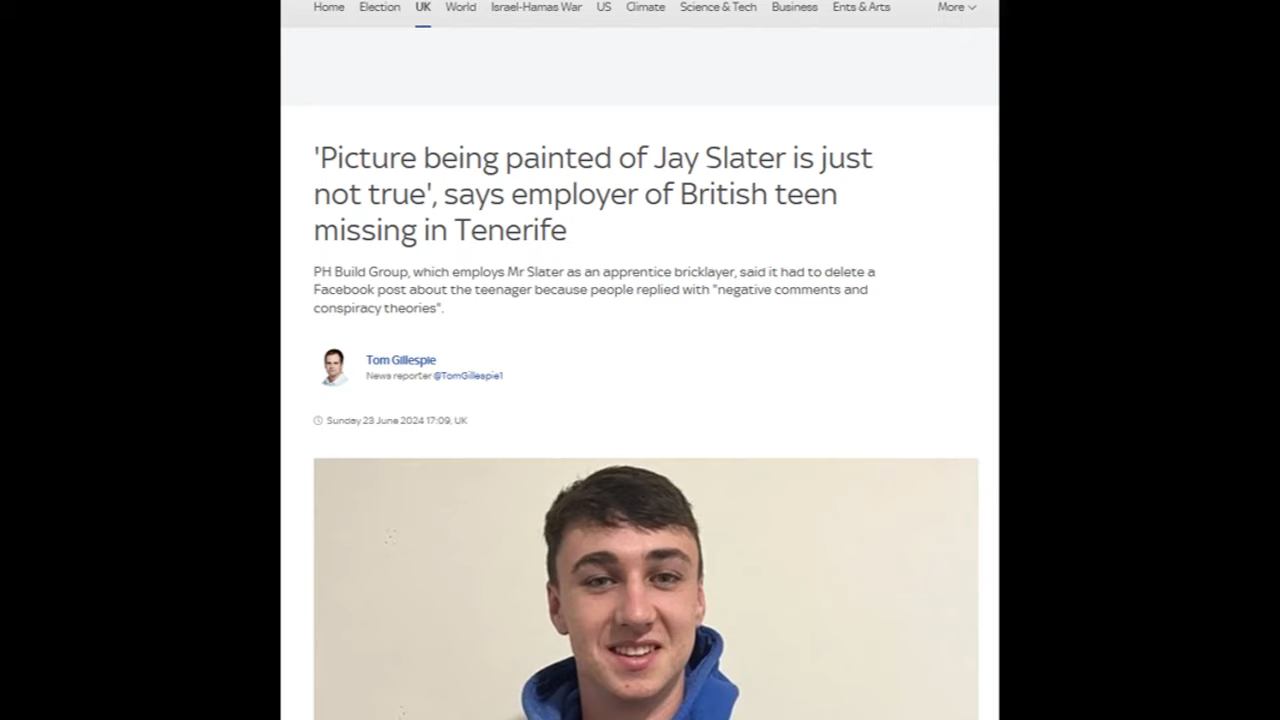 Home Election UK World Israel-Hamas War US Climate Science & Tech Business Ents & Arts More
'Picture being painted of Jay Slater is just
not true', says employer of British teen
missing in Tenerife
PH Build Group, which employs Mr Slater as an apprentice bricklayer, said it had to delete a
Facebook post about the teenager because people replied with "negative comments and
conspiracy theories".
Tom Gillespie
News reporter @TomGillespie1
Sunday 23 June 2024 17:09, UK